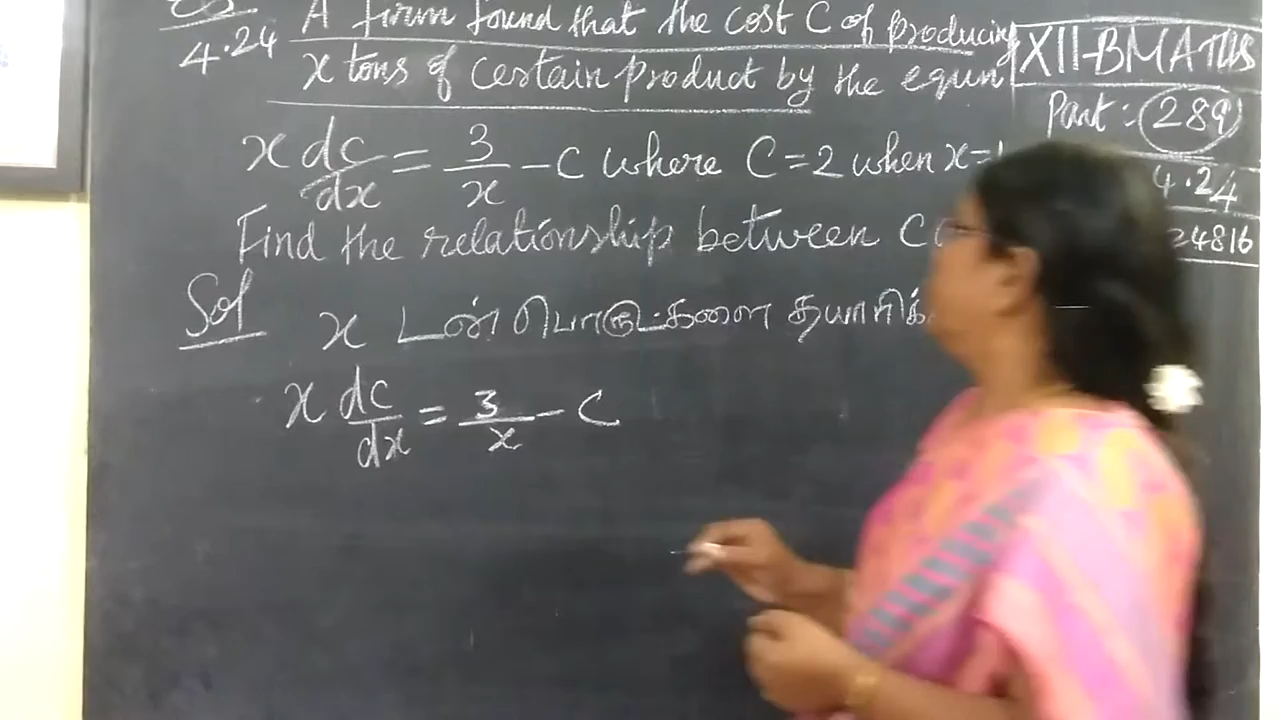 4.24 A firm found that the cost C of producing
x tons of certain product by the equn
x dc/dx = 3/x - C where C=2 when x=1
Find the relationship between C
Sol
x டன் பொருட்களை தயாரிக்
x dc/dx = 3/x - C
XII-BMATHS
Part: 289
4.24
24816